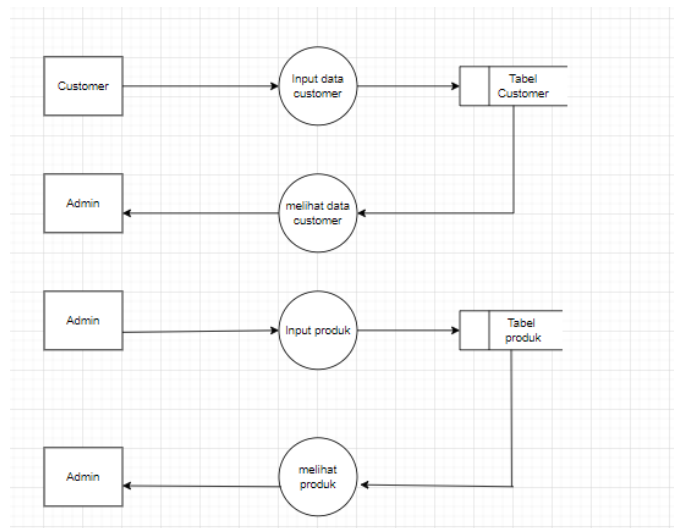 Customer
Input data
customer
Tabel
Customer
Admin
melihat data
customer
Admin
Input produk
Tabel
produk
Admin
melihat
produk